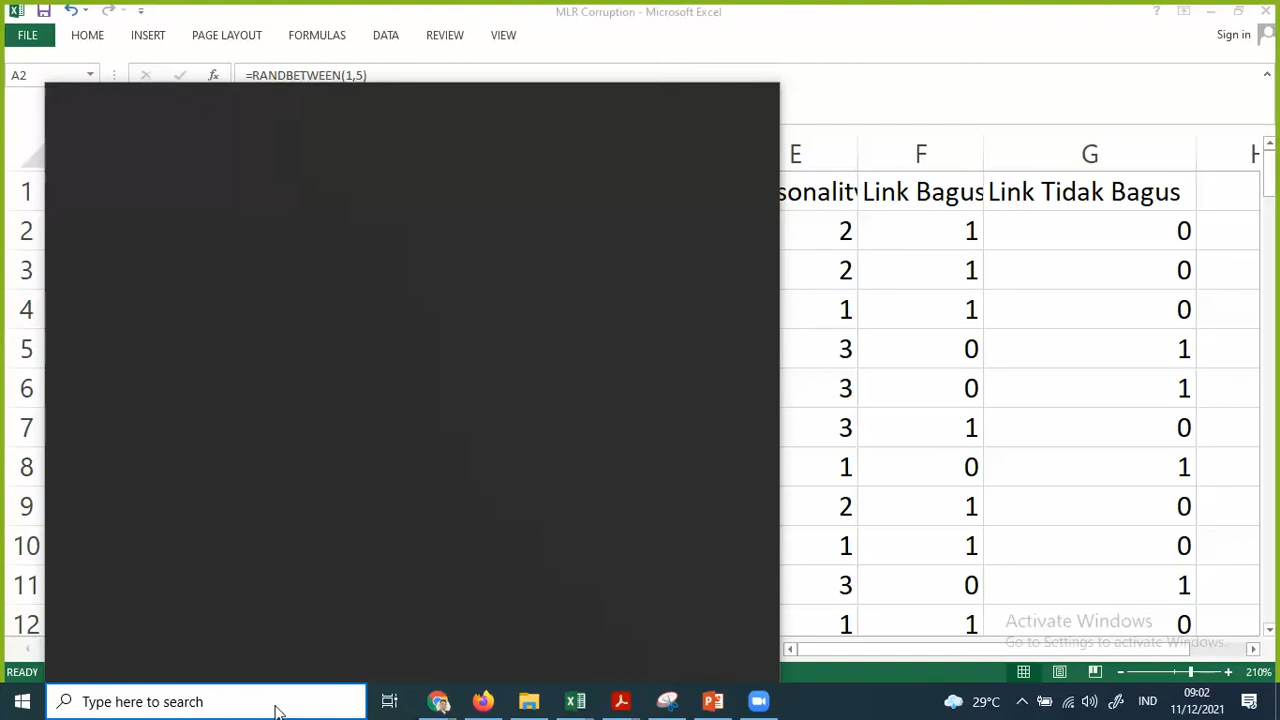 MLR Corruption - Microsoft Excel
FILE HOME INSERT PAGE LAYOUT FORMULAS DATA REVIEW VIEW Sign in
A2 fx =RANDBETWEEN(1,5)
E F G H
1 sonality Link Bagus Link Tidak Bagus
2 2 1 0
3 2 1 0
4 1 1 0
5 3 0 1
6 3 0 1
7 3 1 0
8 1 0 1
9 2 1 0
10 1 1 0
11 3 0 1
12 1 1 0
Activate Windows
Go to Settings to activate Windows.
READY 210%
Type here to search 29°C IND 09:02
11/12/2021